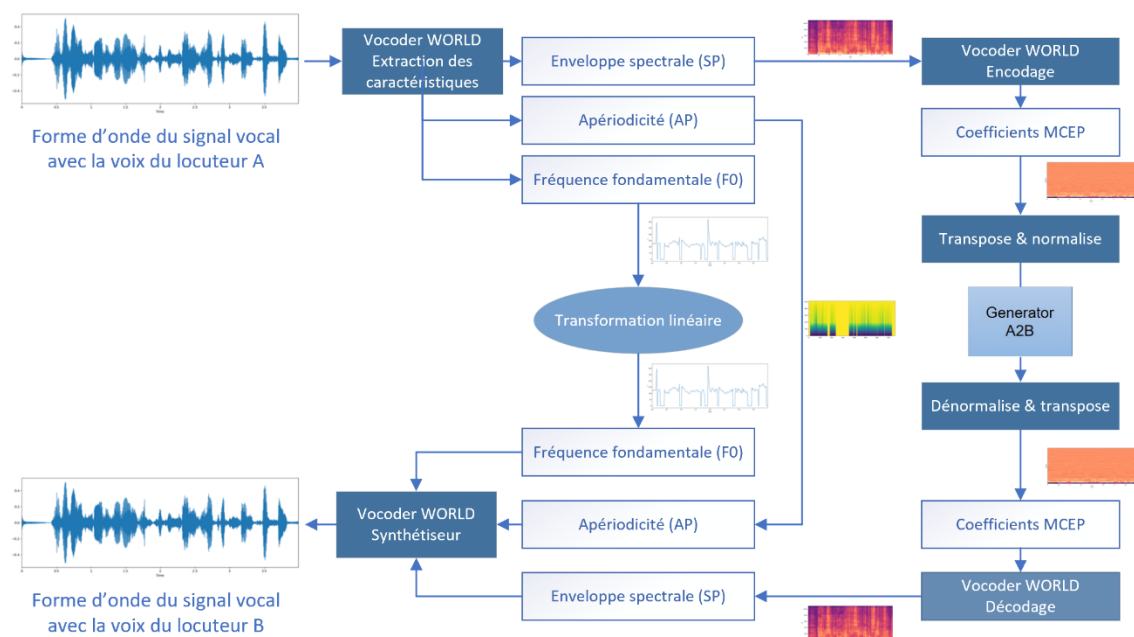 Vocoder WORLD
Extraction des
caractéristiques
Enveloppe spectrale (SP)
Vocoder WORLD
Encodage
Apériodicité (AP)
Coefficients MCEP
Forme d’onde du signal vocal
avec la voix du locuteur A
Fréquence fondamentale (F0)
Transpose & normalise
Transformation linéaire
Generator
A2B
Dénormalise & transpose
Fréquence fondamentale (F0)
Vocoder WORLD
Synthétiseur
Apériodicité (AP)
Coefficients MCEP
Enveloppe spectrale (SP)
Vocoder WORLD
Décodage
Forme d’onde du signal vocal
avec la voix du locuteur B